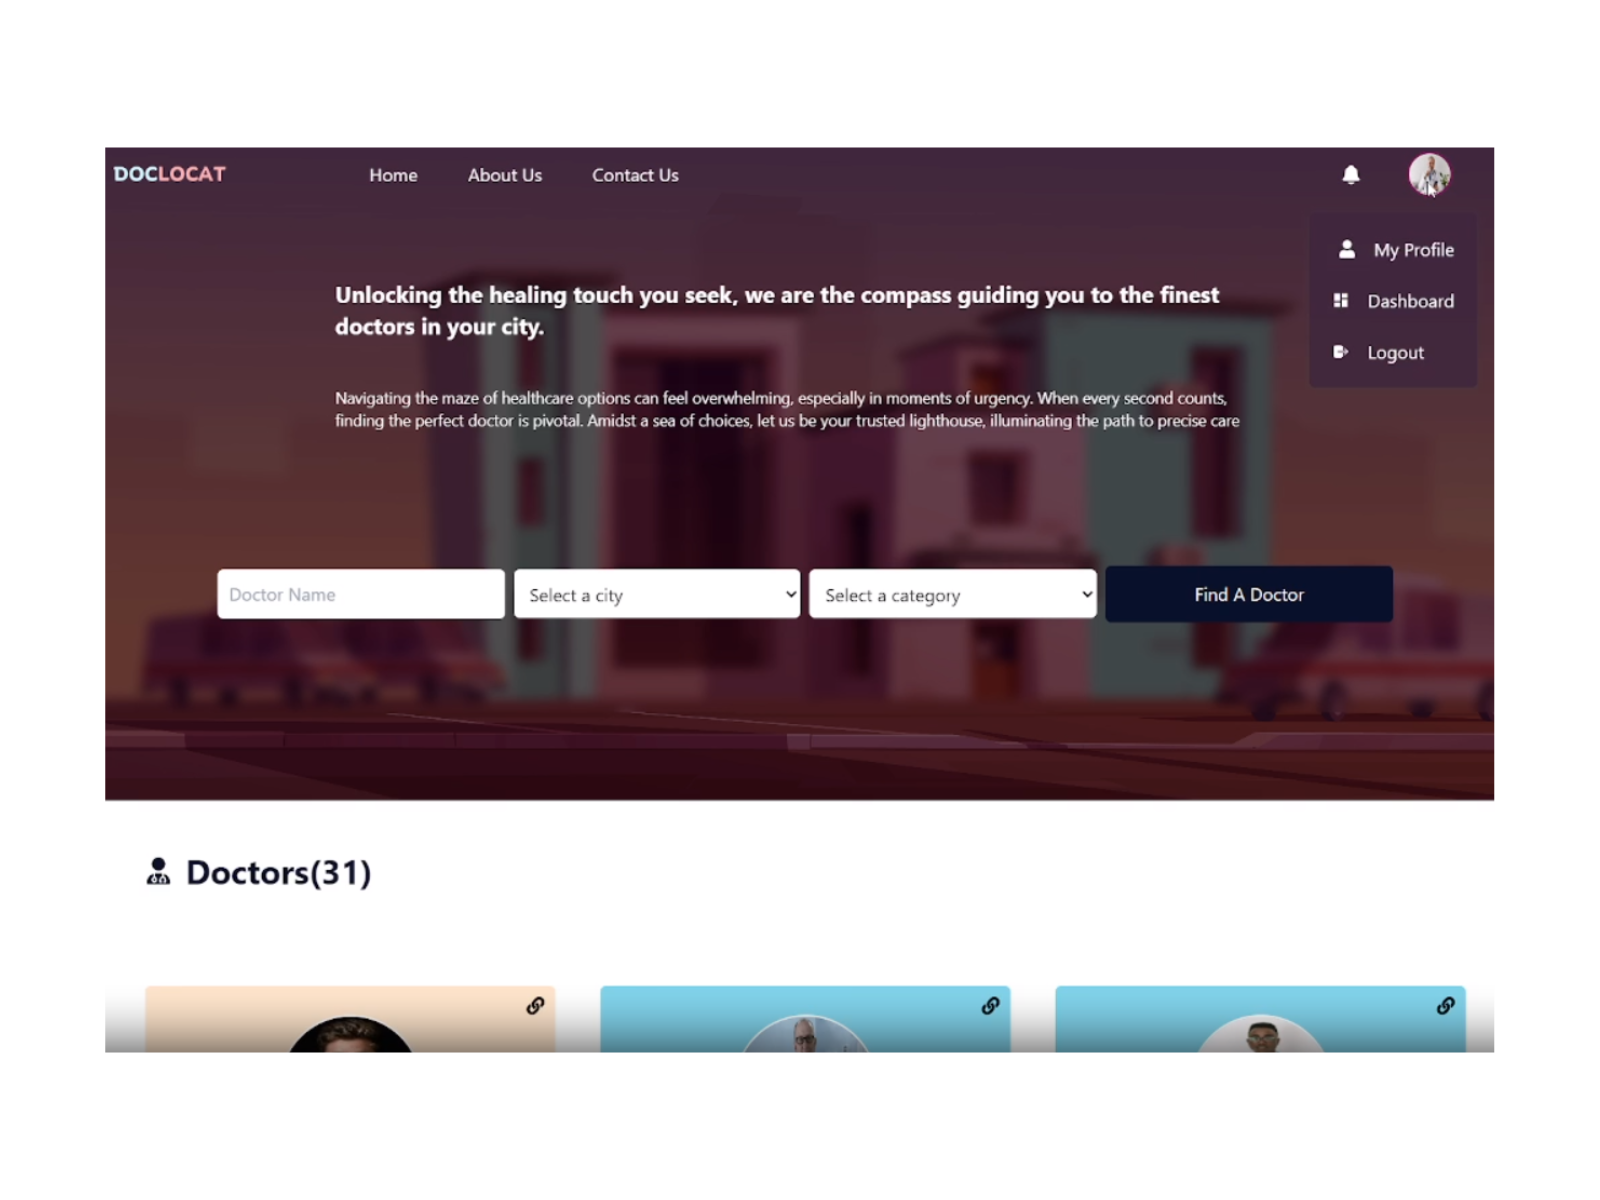 DOCLOCAT
Home
About Us
Contact Us
My Profile
Dashboard
Logout
Unlocking the healing touch you seek, we are the compass guiding you to the finest
doctors in your city.
Navigating the maze of healthcare options can feel overwhelming, especially in moments of urgency. When every second counts,
finding the perfect doctor is pivotal. Amidst a sea of choices, let us be your trusted lighthouse, illuminating the path to precise care
Doctor Name
Select a city
Select a category
Find A Doctor
Doctors(31)